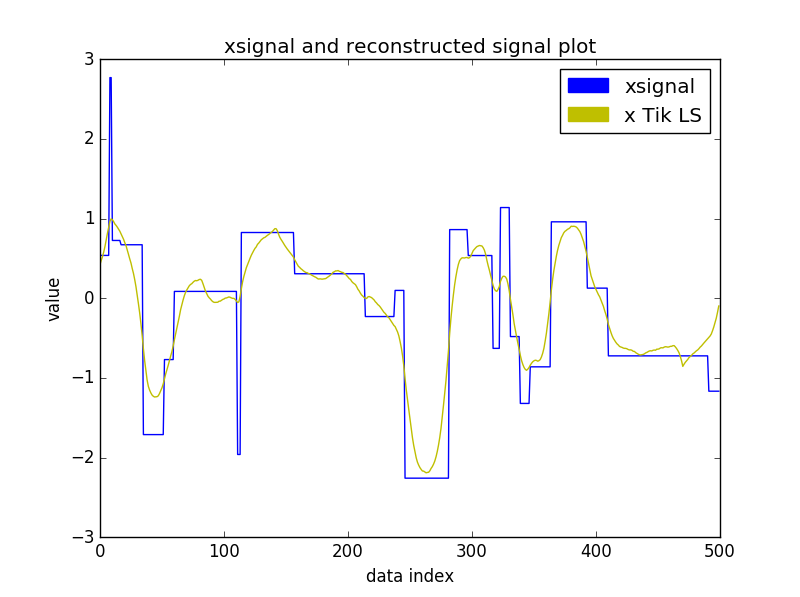 xsignal and reconstructed signal plot
xsignal
x Tik LS
3
2
1
0
−1
−2
−3
value
0 100 200 300 400 500
data index